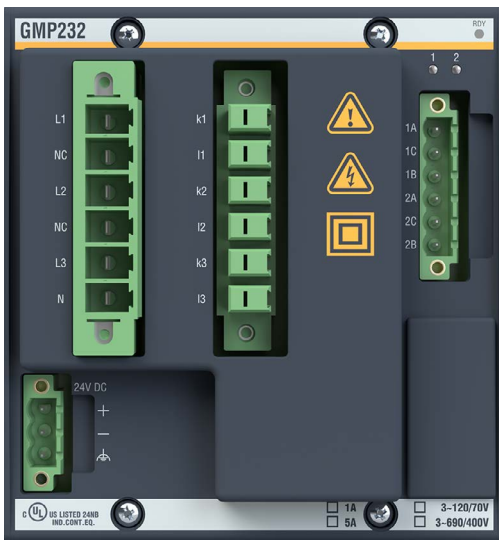 GMP232
RDY
1 2
L1
NC
L2
NC
L3
N
k1
l1
k2
l2
k3
l3
1A
1C
1B
2A
2C
2B
24V DC
+
−
C UL US LISTED 24NB
IND.CONT.EQ.
1A
5A
3~120/70V
3~690/400V